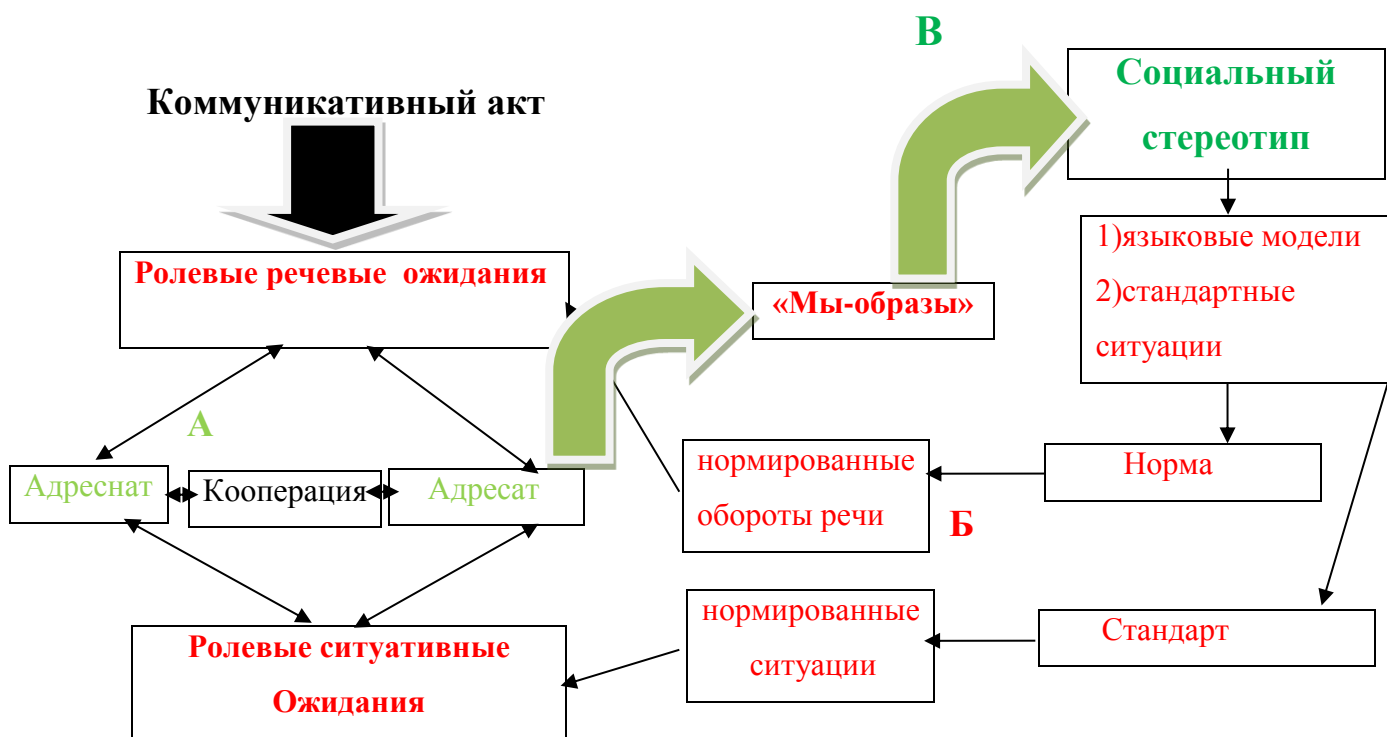 В
Коммуникативный акт
Социальный
стереотип
Ролевые речевые ожидания
«Мы-образы»
1)языковые модели
2)стандартные
ситуации
А
Адреснат
Кооперация
Адресат
нормированные
обороты речи
Б
Норма
Ролевые ситуативные
Ожидания
нормированные
ситуации
Стандарт